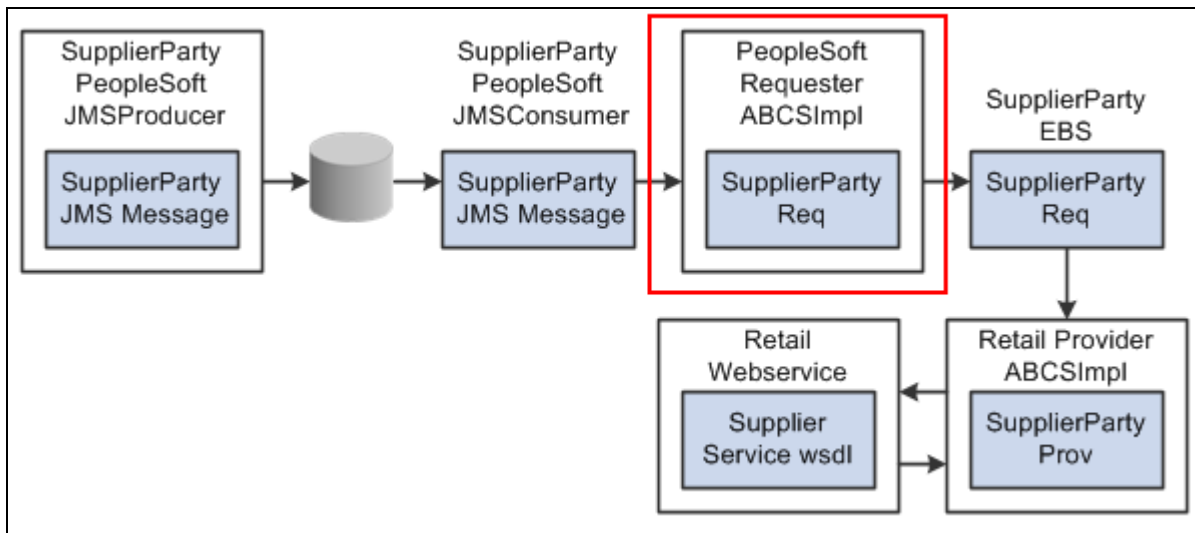 SupplierParty
PeopleSoft
JMSProducer
SupplierParty
JMS Message
SupplierParty
PeopleSoft
JMSConsumer
SupplierParty
JMS Message
PeopleSoft
Requester
ABCSImpl
SupplierParty
Req
SupplierParty
EBS
SupplierParty
Req
Retail
Webservice
Supplier
Service wsdl
Retail Provider
ABCSImpl
SupplierParty
Prov